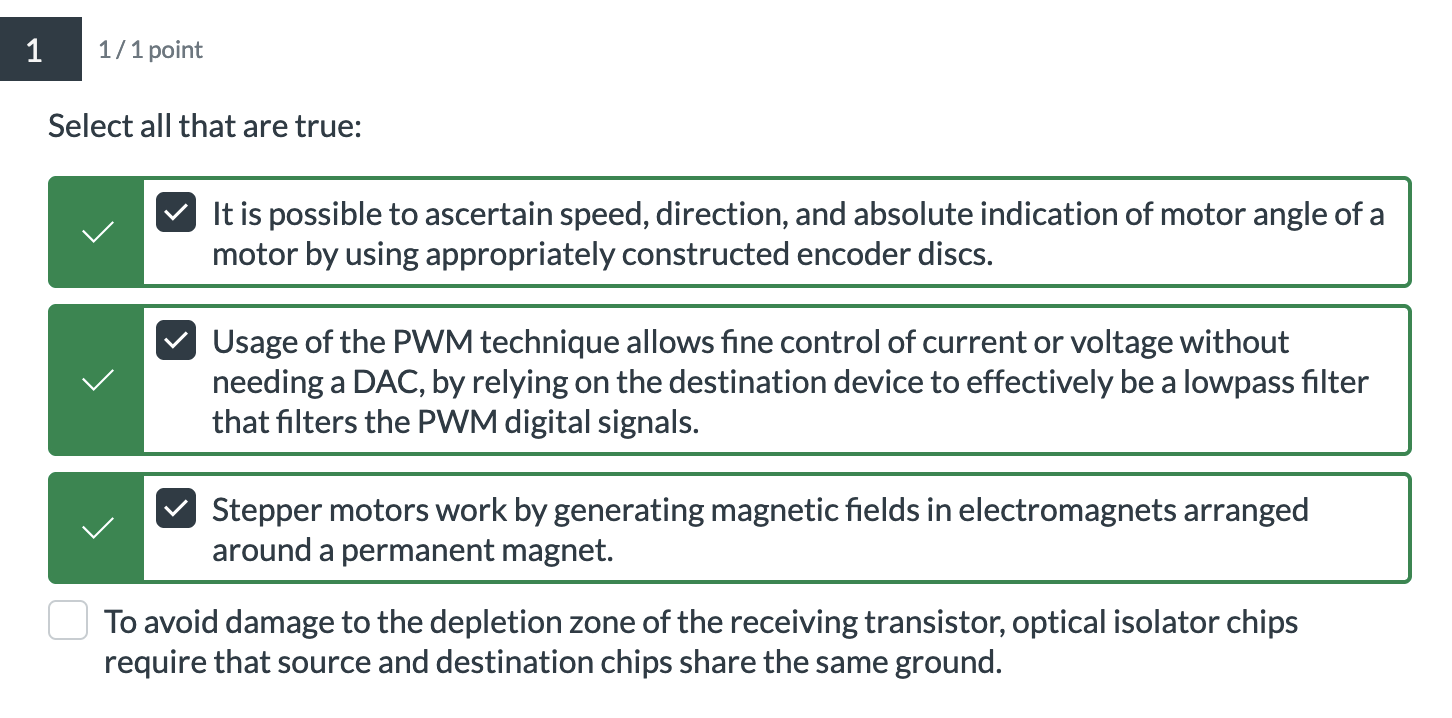 1
1 / 1 point
Select all that are true:
It is possible to ascertain speed, direction, and absolute indication of motor angle of a
motor by using appropriately constructed encoder discs.
Usage of the PWM technique allows fine control of current or voltage without
needing a DAC, by relying on the destination device to effectively be a lowpass filter
that filters the PWM digital signals.
Stepper motors work by generating magnetic fields in electromagnets arranged
around a permanent magnet.
To avoid damage to the depletion zone of the receiving transistor, optical isolator chips
require that source and destination chips share the same ground.